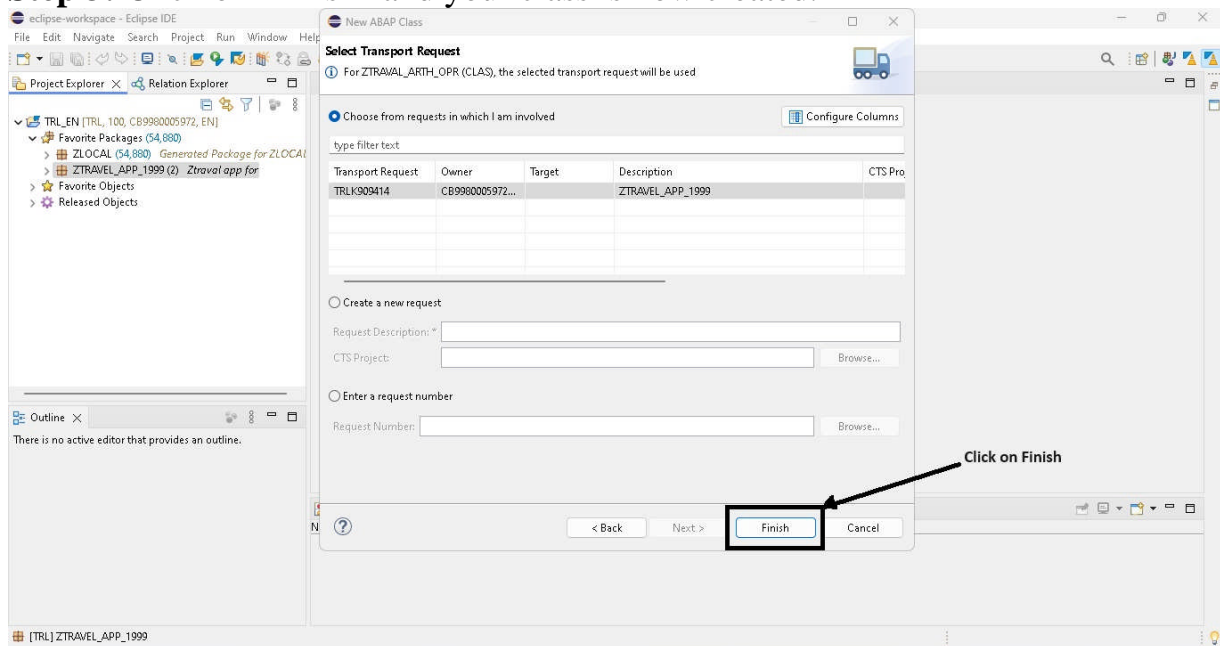 eclipse-workspace - Eclipse IDE
File Edit Navigate Search Project Run Window Help
Project Explorer
Relation Explorer
TRL_EN [TRL, 100, CB9980005972, EN]
Favorite Packages (54,880)
ZLOCAL (54,880) Generated Package for ZLOCAL
ZTRAVEL_APP_1999 (2) Ztraval app for
Favorite Objects
Released Objects
Outline
There is no active editor that provides an outline.
New ABAP Class
Select Transport Request
For ZTRAVAL_ARTH_OPR (CLAS), the selected transport request will be used
Choose from requests in which I am involved
Configure Columns
type filter text
Transport Request Owner Target Description CTS Pro
TRLK909414 CB9980005972... ZTRAVEL_APP_1999
Create a new request
Request Description: *
CTS Project:
Browse...
Enter a request number
Request Number:
Browse...
Click on Finish
? < Back Next > Finish Cancel
[TRL] ZTRAVEL_APP_1999